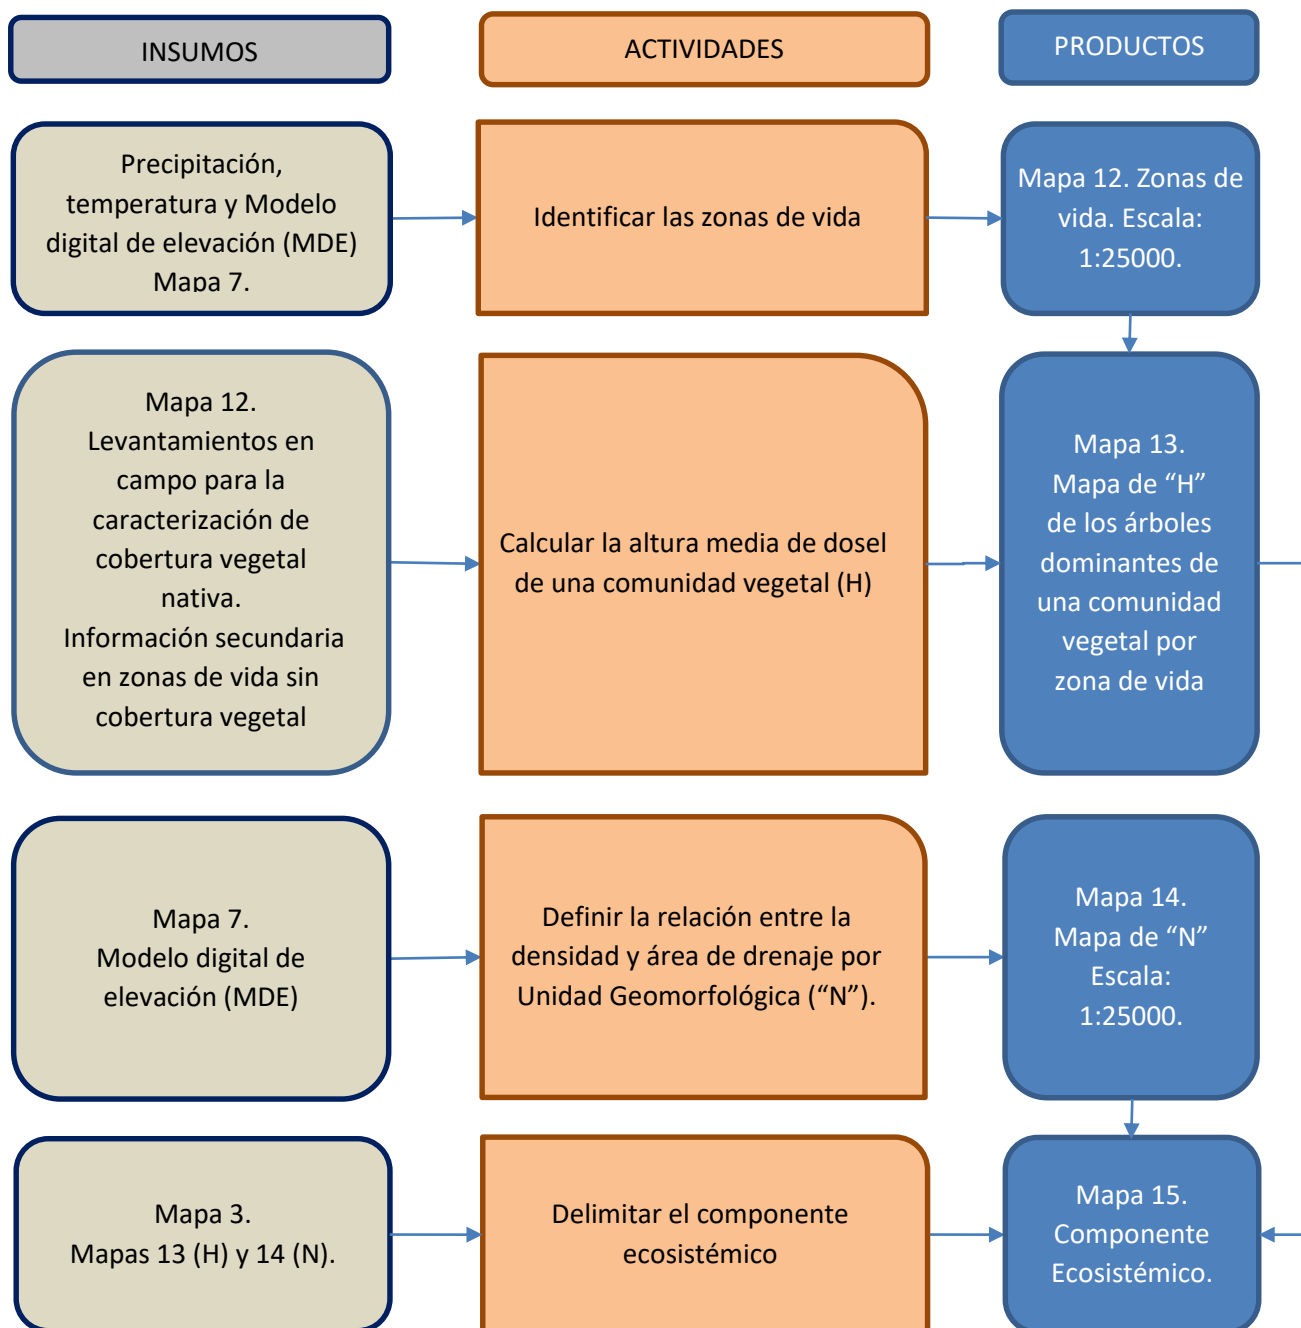 INSUMOS
ACTIVIDADES
PRODUCTOS
Precipitación,
temperatura y Modelo
digital de elevación (MDE)
Mapa 7.
Identificar las zonas de vida
Mapa 12. Zonas de
vida. Escala:
1:25000.
Mapa 12.
Levantamientos en
campo para la
caracterización de
cobertura vegetal
nativa.
Información secundaria
en zonas de vida sin
cobertura vegetal
Calcular la altura media de dosel
de una comunidad vegetal (H)
Mapa 13.
Mapa de “H”
de los árboles
dominantes de
una comunidad
vegetal por
zona de vida
Mapa 7.
Modelo digital de
elevación (MDE)
Definir la relación entre la
densidad y área de drenaje por
Unidad Geomorfológica (“N”).
Mapa 14.
Mapa de “N”
Escala:
1:25000.
Mapa 3.
Mapas 13 (H) y 14 (N).
Delimitar el componente
ecosistémico
Mapa 15.
Componente
Ecosistémico.